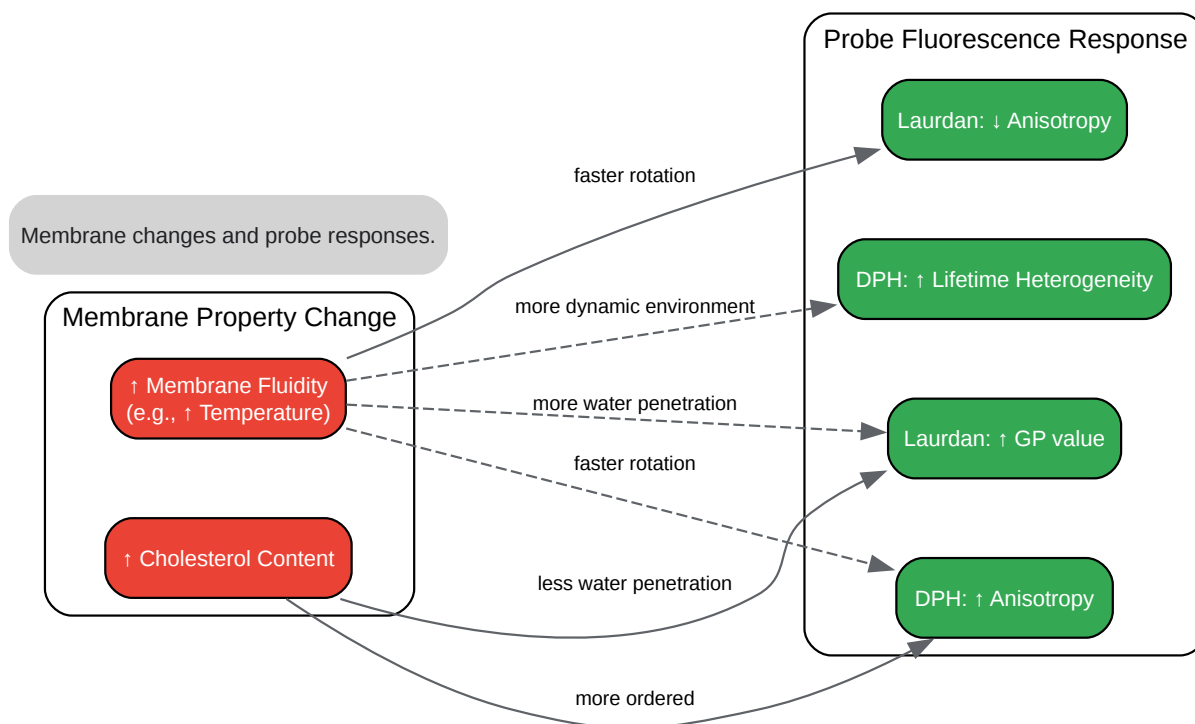 Probe Fluorescence Response
Laurdan: ↓ Anisotropy
faster rotation
Membrane changes and probe responses.
DPH: ↑ Lifetime Heterogeneity
more dynamic environment
Membrane Property Change
↑ Membrane Fluidity
(e.g., ↑ Temperature)
more water penetration
Laurdan: ↑ GP value
faster rotation
↑ Cholesterol Content
less water penetration
DPH: ↑ Anisotropy
more ordered